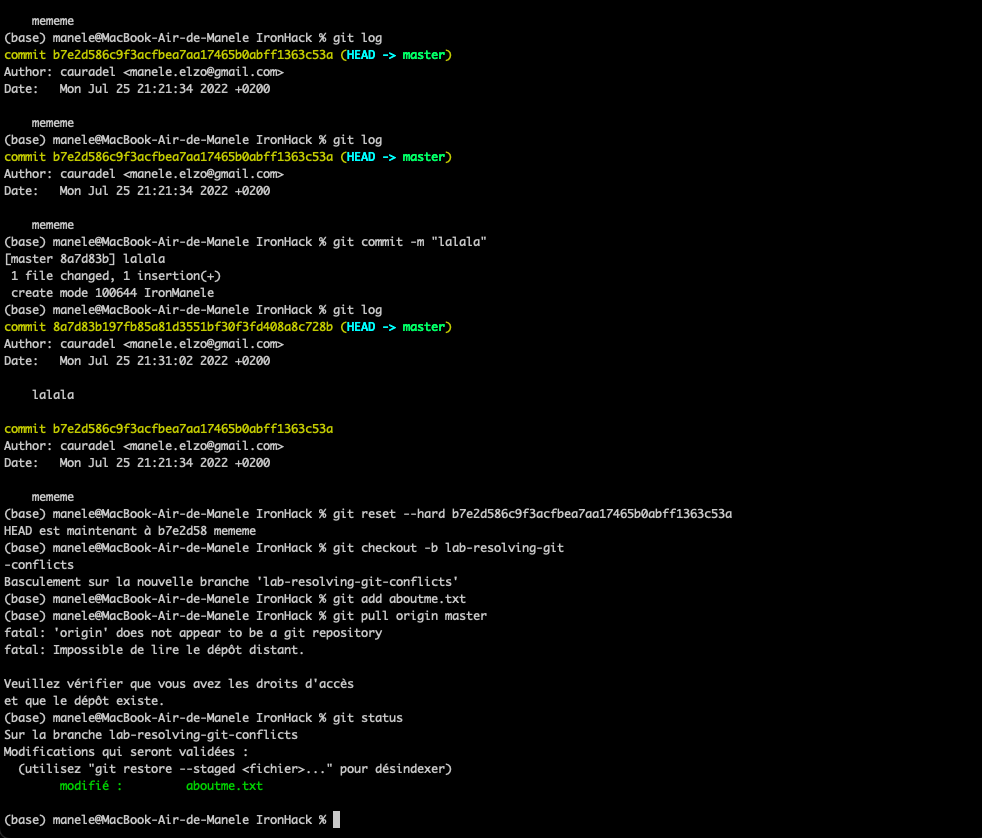 mememe
(base) manele@MacBook-Air-de-Manele IronHack % git log
commit b7e2d586c9f3acfbea7aa17465b0abff1363c53a (HEAD -> master)
Author: cauradel <manele.elzo@gmail.com>
Date:   Mon Jul 25 21:21:34 2022 +0200
mememe
(base) manele@MacBook-Air-de-Manele IronHack % git log
commit b7e2d586c9f3acfbea7aa17465b0abff1363c53a (HEAD -> master)
Author: cauradel <manele.elzo@gmail.com>
Date:   Mon Jul 25 21:21:34 2022 +0200
mememe
(base) manele@MacBook-Air-de-Manele IronHack % git commit -m "lalala"
[master 8a7d83b] lalala
1 file changed, 1 insertion(+)
create mode 100644 IronManele
(base) manele@MacBook-Air-de-Manele IronHack % git log
commit 8a7d83b197fb85a81d3551bf30f3fd408a8c728b (HEAD -> master)
Author: cauradel <manele.elzo@gmail.com>
Date:   Mon Jul 25 21:31:02 2022 +0200
lalala
commit b7e2d586c9f3acfbea7aa17465b0abff1363c53a
Author: cauradel <manele.elzo@gmail.com>
Date:   Mon Jul 25 21:21:34 2022 +0200
mememe
(base) manele@MacBook-Air-de-Manele IronHack % git reset --hard b7e2d586c9f3acfbea7aa17465b0abff1363c53a
HEAD est maintenant à b7e2d58 mememe
(base) manele@MacBook-Air-de-Manele IronHack % git checkout -b lab-resolving-git
-conflicts
Basculement sur la nouvelle branche 'lab-resolving-git-conflicts'
(base) manele@MacBook-Air-de-Manele IronHack % git add aboutme.txt
(base) manele@MacBook-Air-de-Manele IronHack % git pull origin master
fatal: 'origin' does not appear to be a git repository
fatal: Impossible de lire le dépôt distant.
Veuillez vérifier que vous avez les droits d'accès
et que le dépôt existe.
(base) manele@MacBook-Air-de-Manele IronHack % git status
Sur la branche lab-resolving-git-conflicts
Modifications qui seront validées :
(utilisez "git restore --staged <fichier>..." pour désindexer)
modifié :         aboutme.txt
(base) manele@MacBook-Air-de-Manele IronHack %